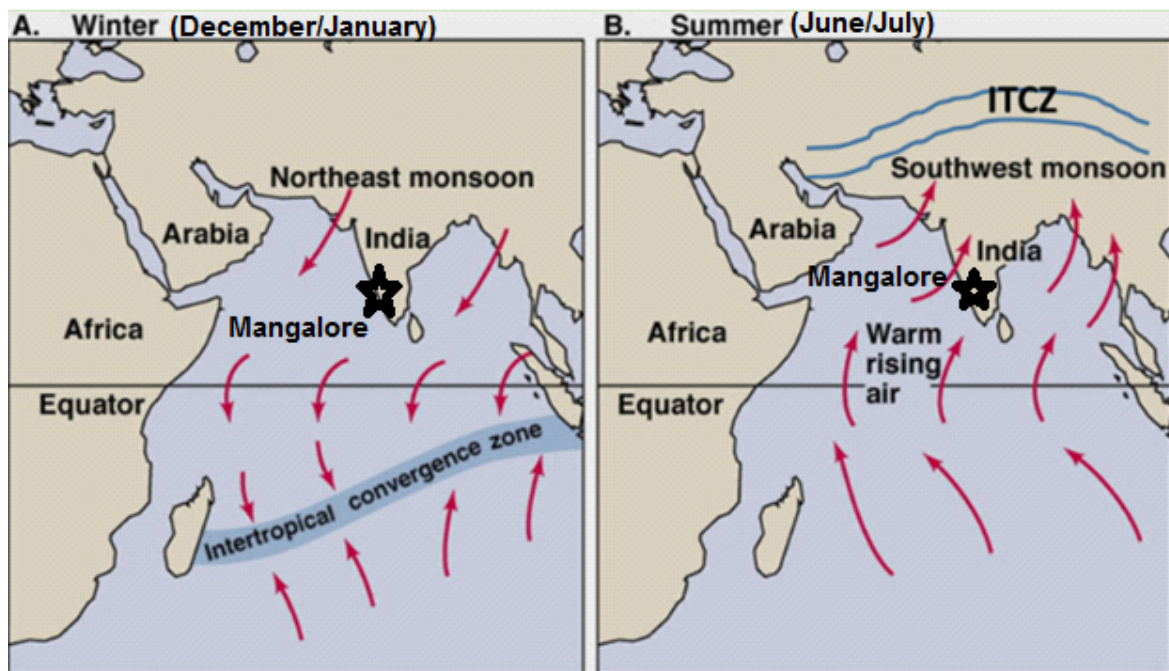 A. Winter (December/January)
Northeast monsoon
Arabia
India
Mangalore
Africa
Equator
Intertropical convergence zone
B. Summer (June/July)
ITCZ
Southwest monsoon
Arabia
India
Mangalore
Africa
Warm
rising
air
Equator